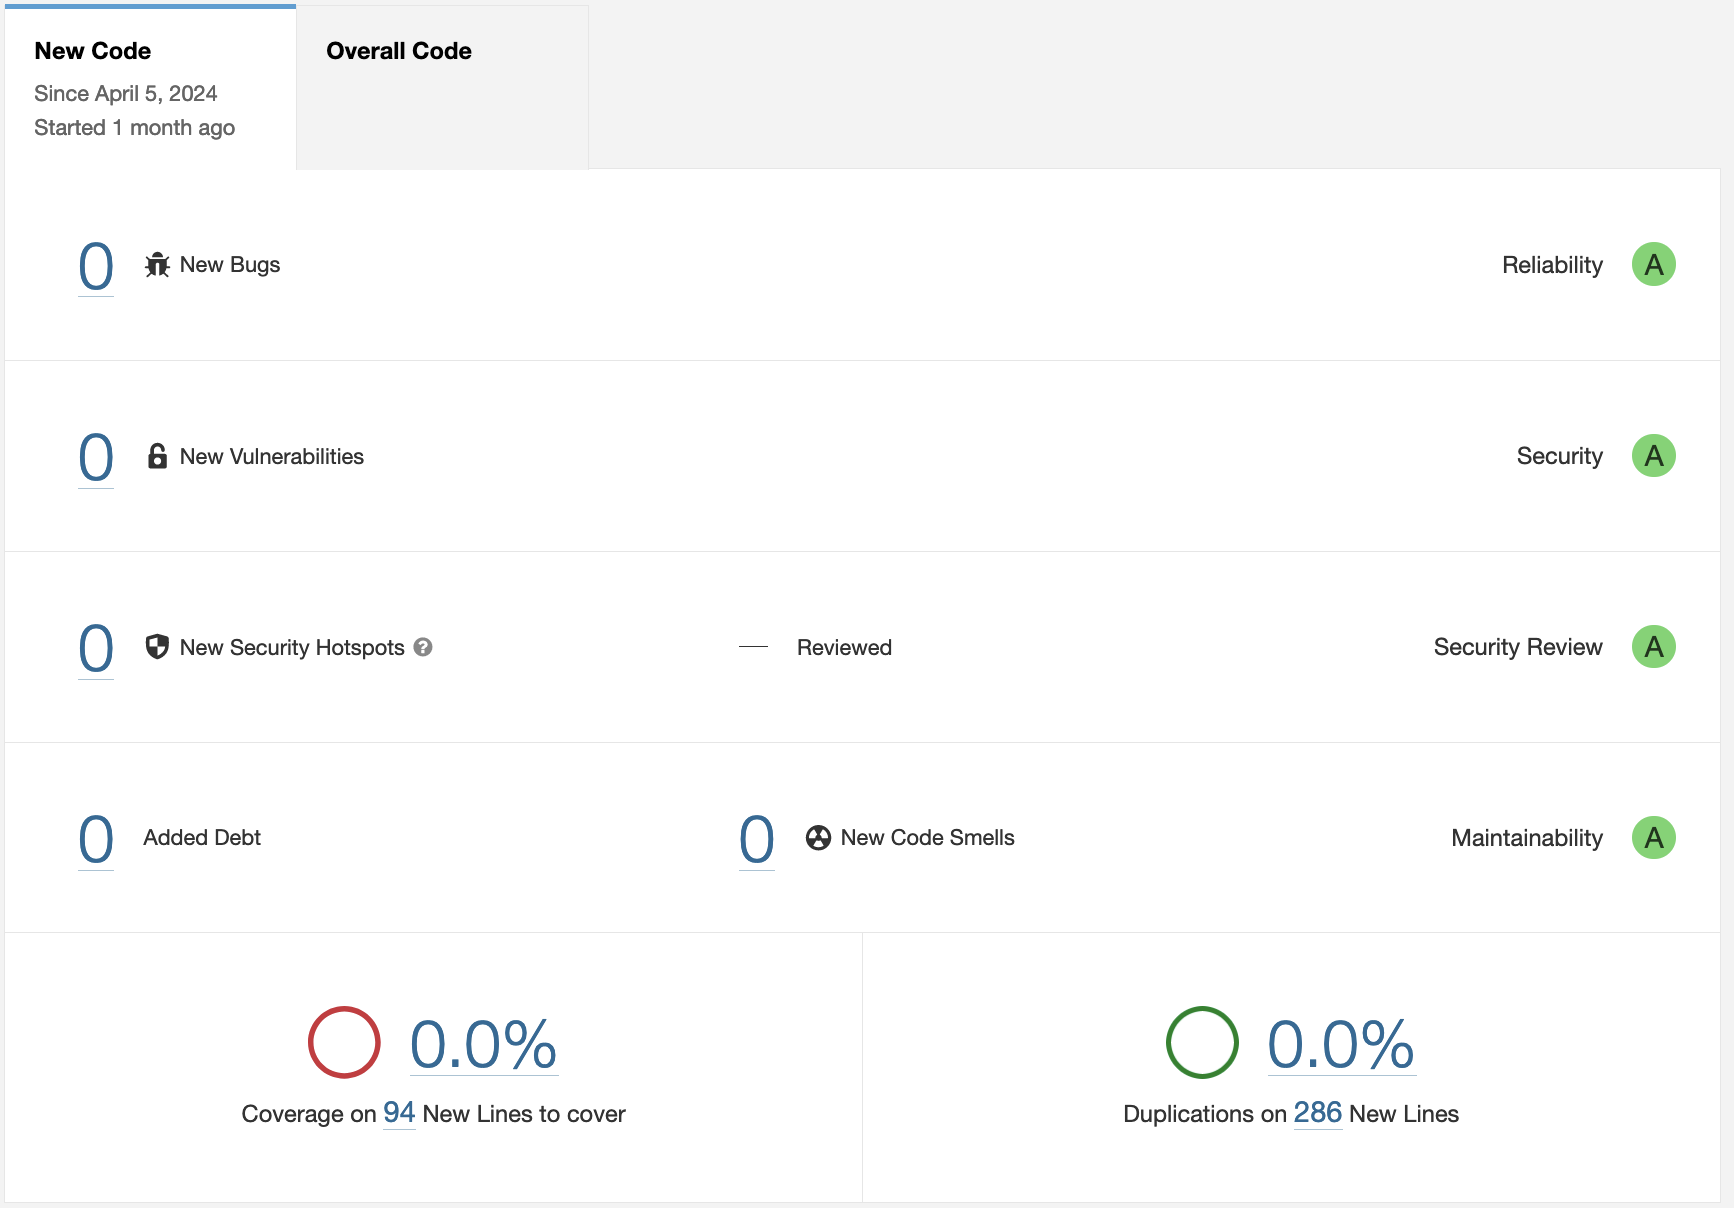 New Code
Since April 5, 2024
Started 1 month ago
Overall Code
0 New Bugs
Reliability A
0 New Vulnerabilities
Security A
0 New Security Hotspots ?
— Reviewed
Security Review A
0 Added Debt
0 New Code Smells
Maintainability A
0.0%
Coverage on 94 New Lines to cover
0.0%
Duplications on 286 New Lines